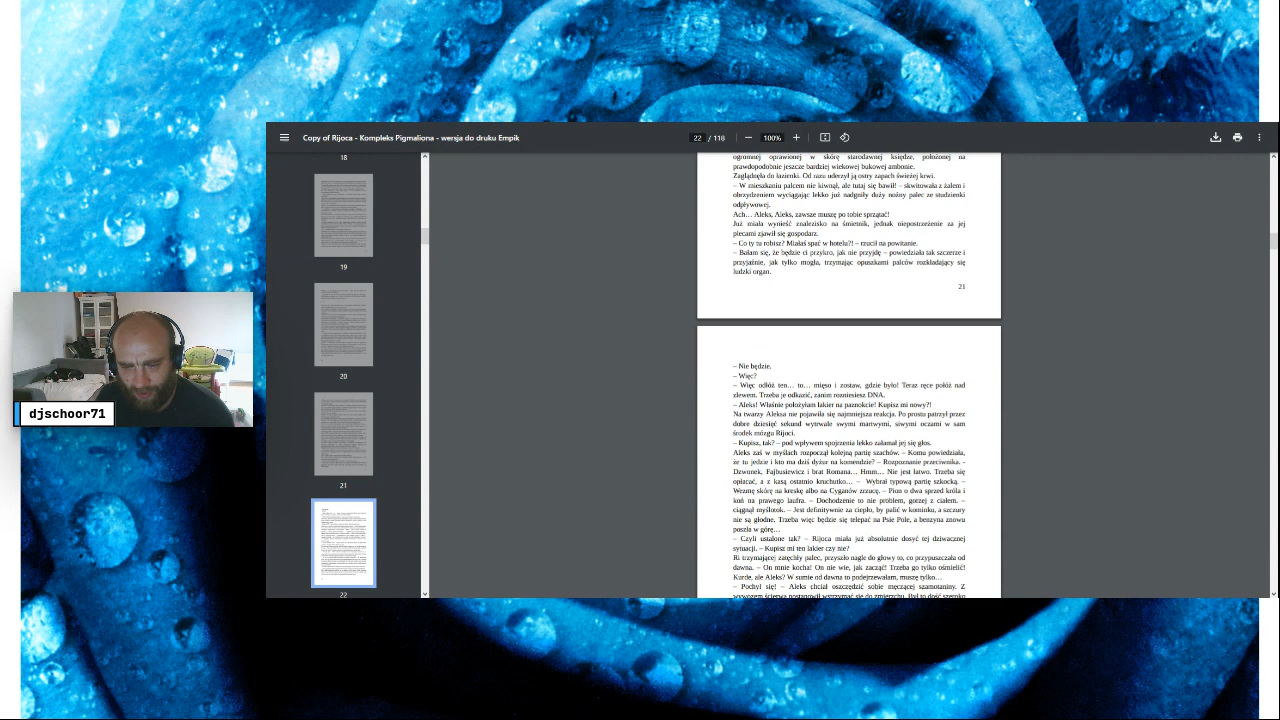 Copy of Rijoca - Kompleks Pigmaliona - wersja do druku Empik
22 / 118
100%
18
19
20
21
22
djschoor71
ogromnej oprawionej w skórę starodawnej księdze, położonej na
prawdopodobnie jeszcze bardziej wiekowej bukowej ambonie.
Zaglądnęła do łazienki. Od razu uderzył ją ostry zapach świeżej krwi.
– W mieszkaniu palcem nie kiwnął, ale tutaj się bawił! – skwitowała z żalem i
obrzydzeniem wyciągając lekko już nadgniły duży nożny palec ze studzienki
odpływowej.
Ach… Aleks, Aleks, zawsze muszę po tobie sprzątać!
Już miała wynieść znalezisko na śmietnik, jednak niepostrzeżenie za jej
plecami zjawił się gospodarz.
– Co ty tu robisz? Miałaś spać w hotelu?! – rzucił na powitanie.
– Bałam się, że będzie ci przykro, jak nie przyjdę – powiedziała tak szczerze i
przyjaźnie, jak tylko mogła, trzymając opuszkami palców rozkładający się
ludzki organ.
21
– Nie będzie.
– Więc?
– Więc odłóż ten… to… mięso i zostaw, gdzie było! Teraz ręce połóż nad
zlewem. Trzeba je odkazić, zanim rozniesiesz DNA.
– Aleks! Właśnie położyłam lakier na paznokcie! Kupisz mi nowy?!
Na twarzy Aleksa nie pojawiła się najmniejsza reakcja. Po prostu patrzył przez
dobre dziesięć sekund wytrwale swymi martwymi, siwymi oczami w sam
środek mózgu Rijoci.
– Kupisz, tak? – pod wpływem spojrzenia lekko załamał jej się głos.
Aleks zaś w myślach rozpoczął kolejną partię szachów. – Komu powiedziała,
że tu jedzie i kto ma dziś dyżur na komendzie? – Rozpoznanie przeciwnika. -
Dzwonek, Fajbusiewicz i brat Romana… Hmm… Nie jest łatwo. Trzeba się
opłacać, a z kasą ostatnio kruchutko… – Wybrał typową partię szkocką. –
Wezmę skórę na kreskę albo na Cyganów zrzucę. – Pion o dwa sprzed króla i
koń na prawego laufra. – Dochodzenie to nie problem, gorzej z ciałem. –
ciągnął myślotok. – Jest definitywnie za ciepło, by palić w kominku, a szczury
nie są głodne. Trzeba więc będzie się telepać na Psie Pole, a benzyna znowu
poszła w górę…
– Czyli ustalone tak? – Rijoca miała już absolutnie dosyć tej dziwacznej
sytuacji. – Kupisz mi ten lakier czy nie?
Ri trzymającej zgęchły palec, przyszło nagle do głowy to, co przypuszczała od
dawna. – On mnie kocha! On nie wie, jak zacząć! Trzeba go tylko ośmielić!
Kurde, ale Aleks? W sumie od dawna to podejrzewałam, muszę tylko…
– Pochyl się! – Aleks chciał oszczędzić sobie męczącej szamotaniny. Z
wywozem ścierwa postanowił wstrzymać się do zmierzchu. Był to dość szeroko